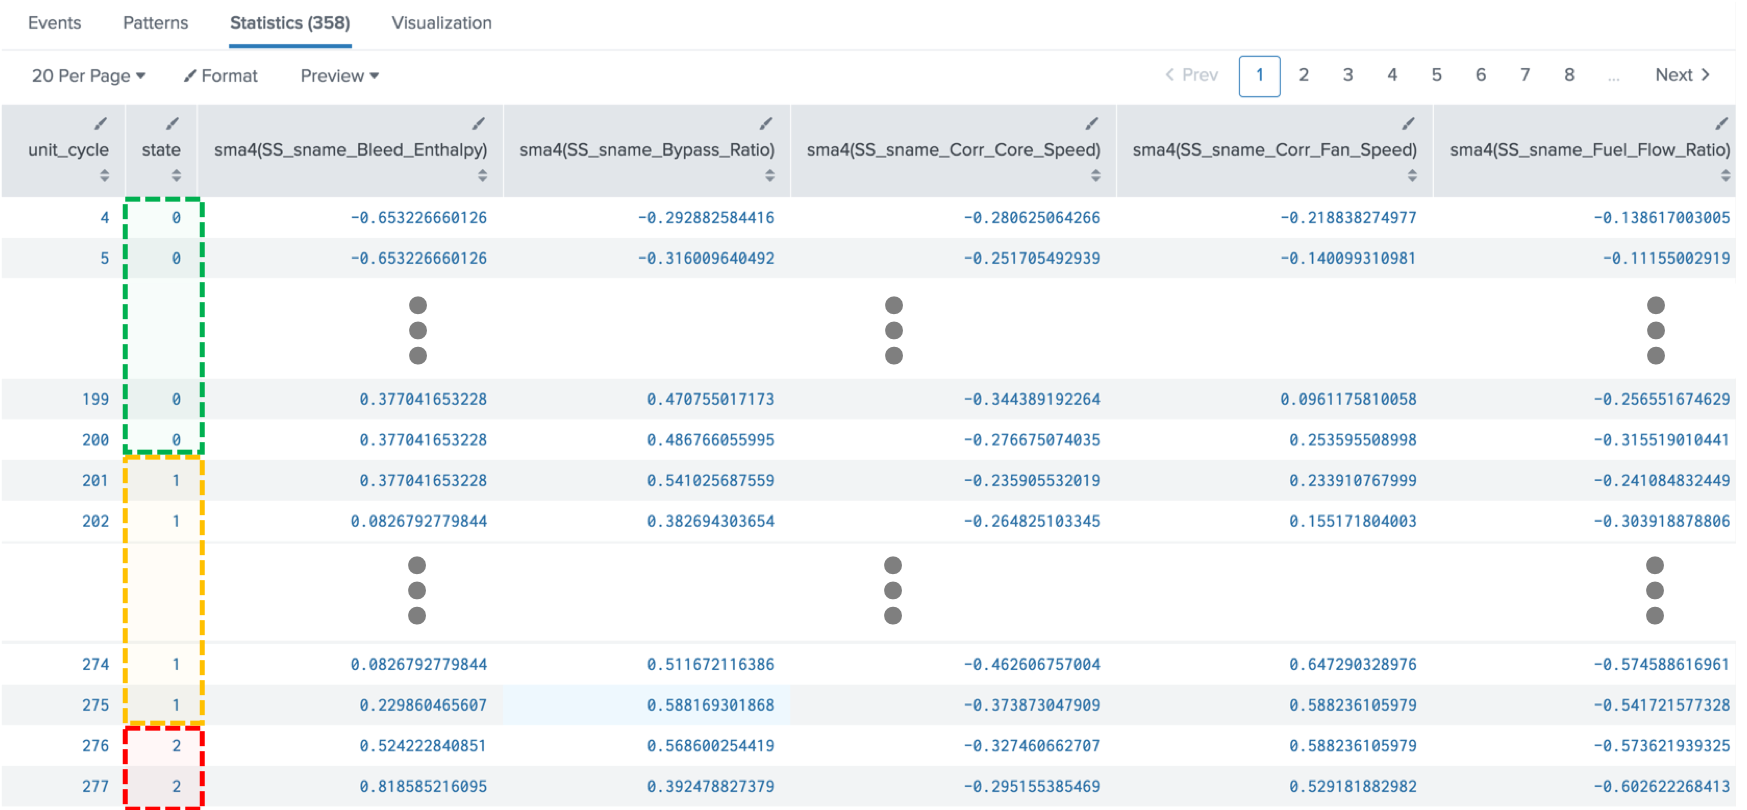 Events Patterns Statistics (358) Visualization
20 Per Page Format Preview Prev 1 2 3 4 5 6 7 8 ... Next
unit_cycle state sma4(SS_sname_Bleed_Enthalpy) sma4(SS_sname_Bypass_Ratio) sma4(SS_sname_Corr_Core_Speed) sma4(SS_sname_Corr_Fan_Speed) sma4(SS_sname_Fuel_Flow_Ratio)
4 0 -0.653226660126 -0.292882584416 -0.280625064266 -0.218838274977 -0.138617003005
5 0 -0.653226660126 -0.316009640492 -0.251705492939 -0.140099310981 -0.11155002919
199 0 0.377041653228 0.470755017173 -0.344389192264 0.0961175810058 -0.256551674629
200 0 0.377041653228 0.486766055995 -0.276675074035 0.253595508998 -0.315519010441
201 1 0.377041653228 0.541025687559 -0.235905532019 0.233910767999 -0.241084832449
202 1 0.0826792779844 0.382694303654 -0.264825103345 0.155171804003 -0.303918878806
274 1 0.0826792779844 0.511672116386 -0.462606757004 0.647290328976 -0.574588616961
275 1 0.229860465607 0.588169301868 -0.373873047909 0.588236105979 -0.541721577328
276 2 0.524222840851 0.568600254419 -0.327460662707 0.588236105979 -0.573621939325
277 2 0.818585216095 0.392478827379 -0.295155385469 0.529181882982 -0.602622268413